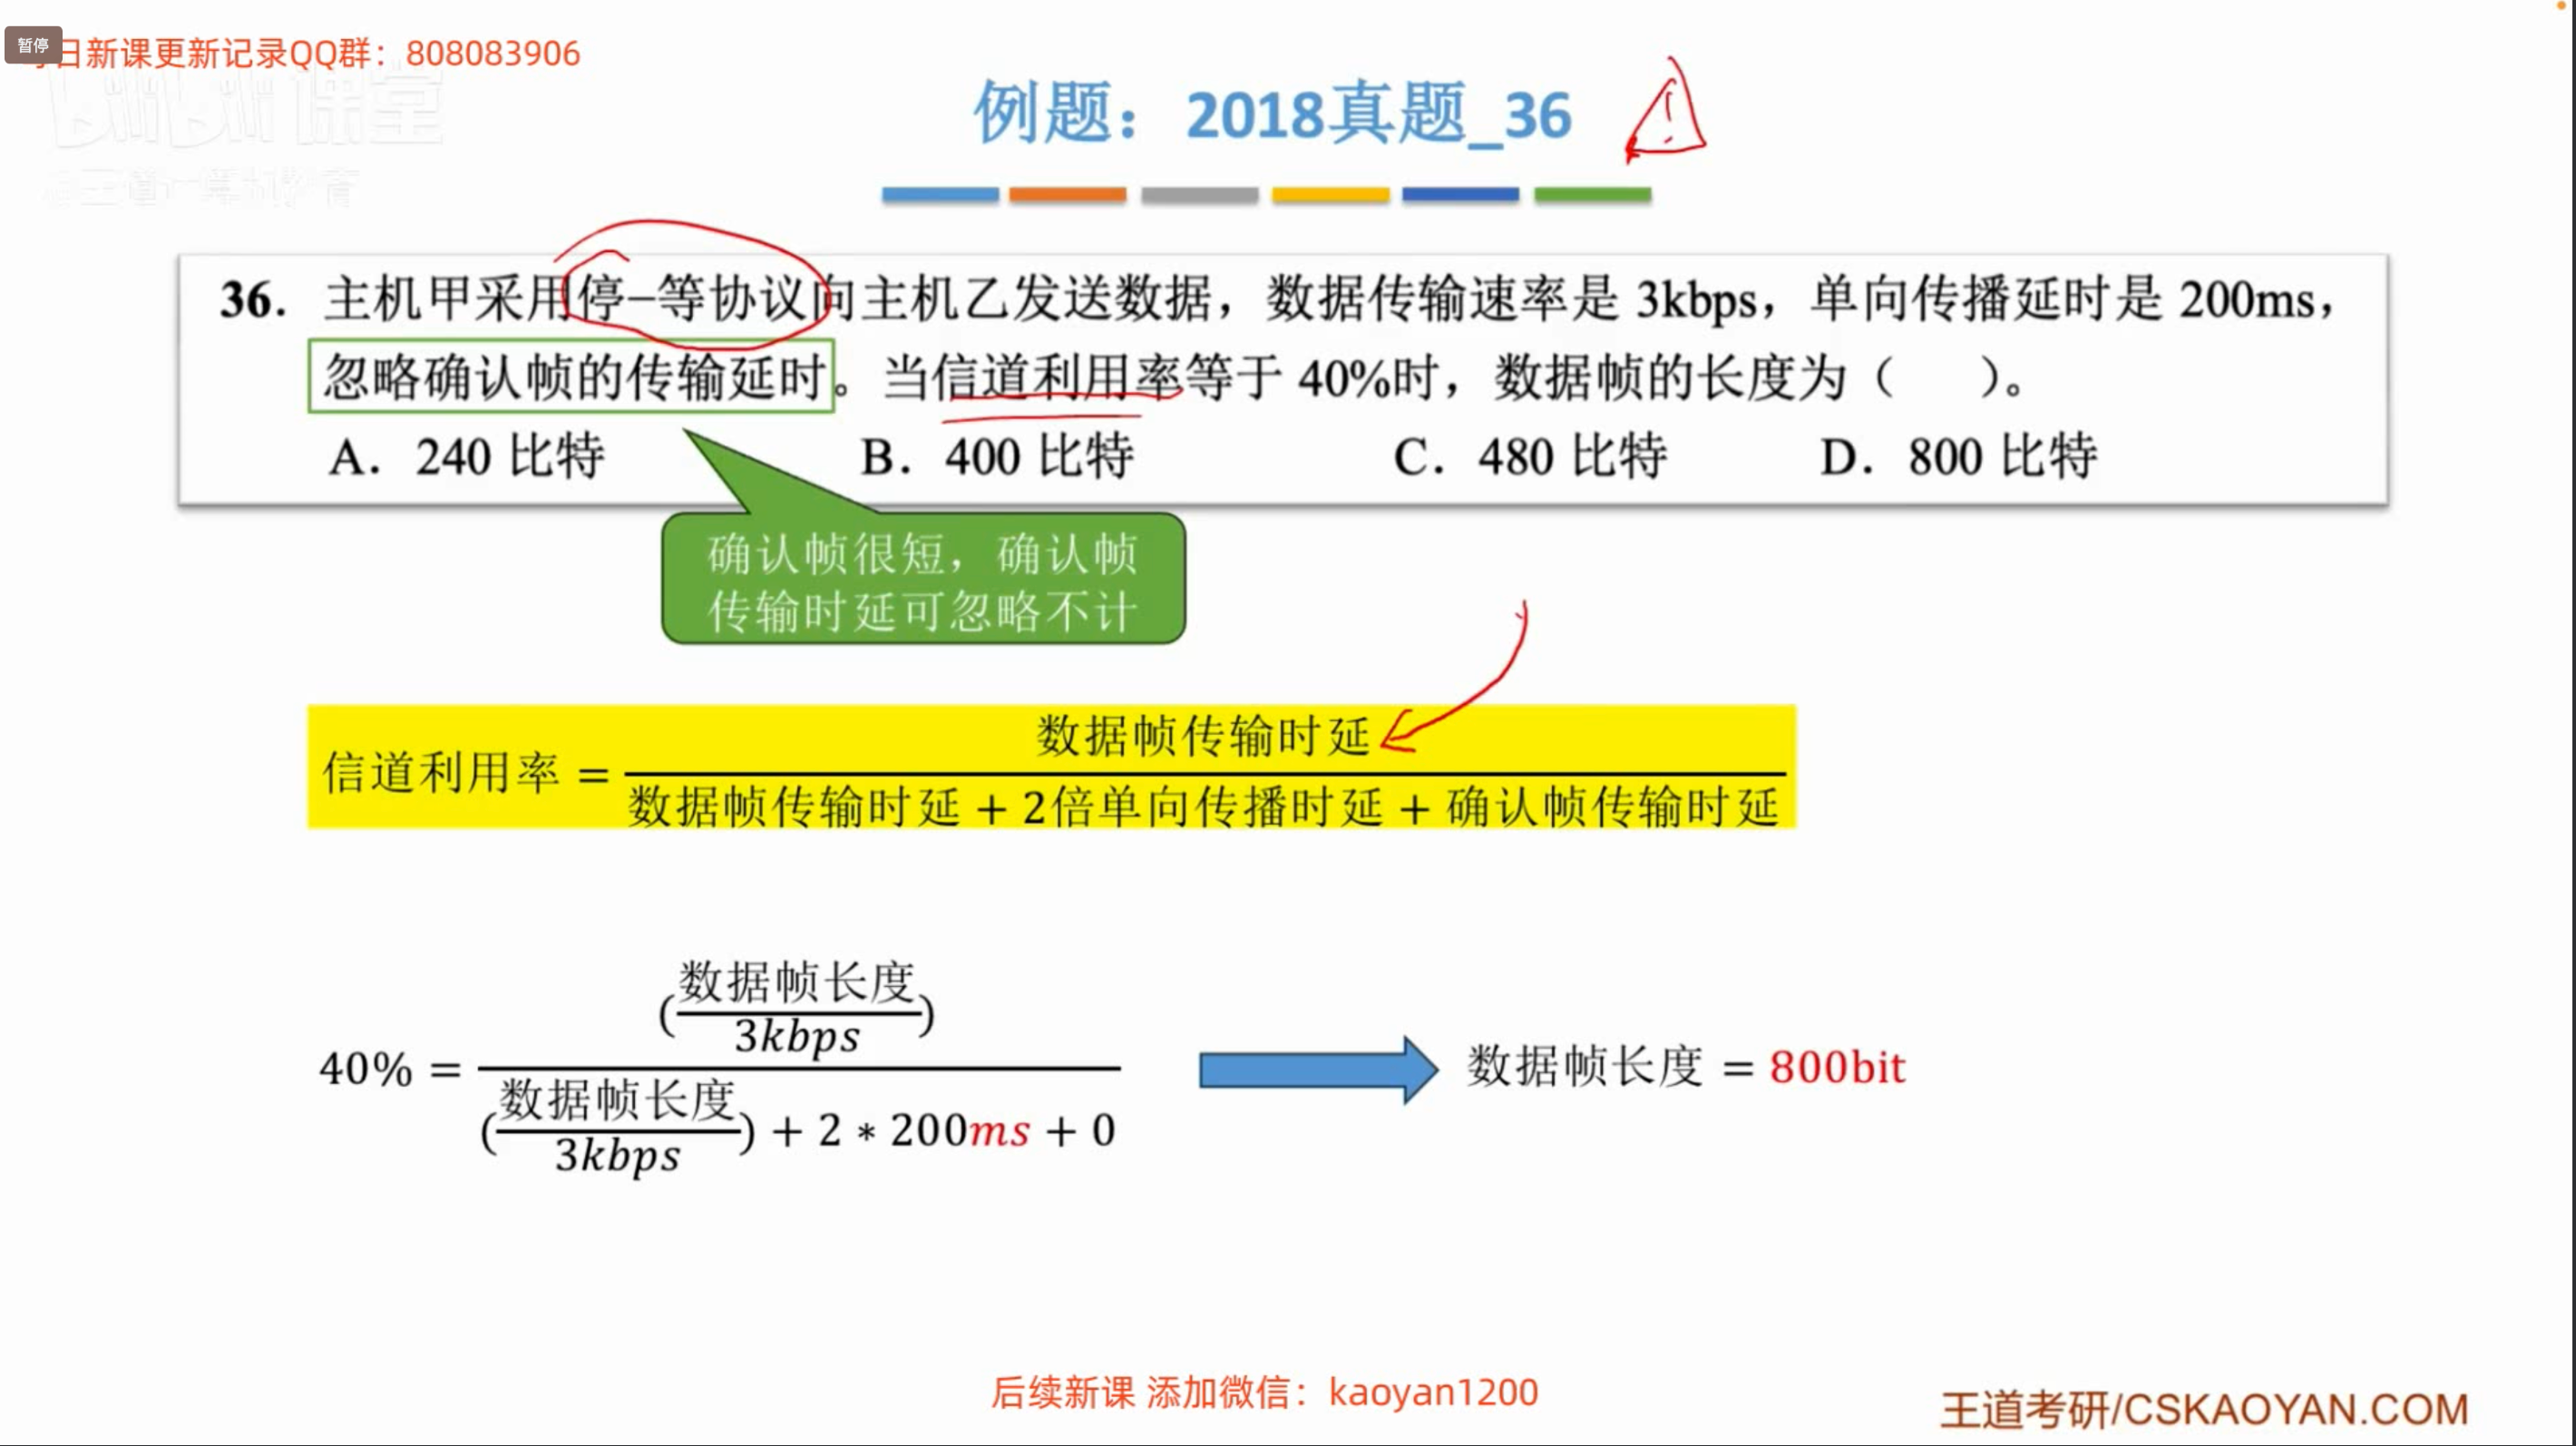 暂停
日新课更新记录QQ群：808083906
课堂
例题：2018真题_36
36. 主机甲采用停–等协议向主机乙发送数据，数据传输速率是 3kbps，单向传播延时是 200ms，
忽略确认帧的传输延时。当信道利用率等于 40%时，数据帧的长度为（ ）。
A. 240 比特 B. 400 比特 C. 480 比特 D. 800 比特
确认帧很短，确认帧
传输时延可忽略不计
数据帧传输时延
信道利用率 =
数据帧传输时延 + 2倍单向传播时延 + 确认帧传输时延
(数据帧长度
3kbps)
40% =
(数据帧长度
3kbps) + 2 * 200ms + 0
数据帧长度 = 800bit
后续新课 添加微信：kaoyan1200
王道考研/CSKAOYAN.COM